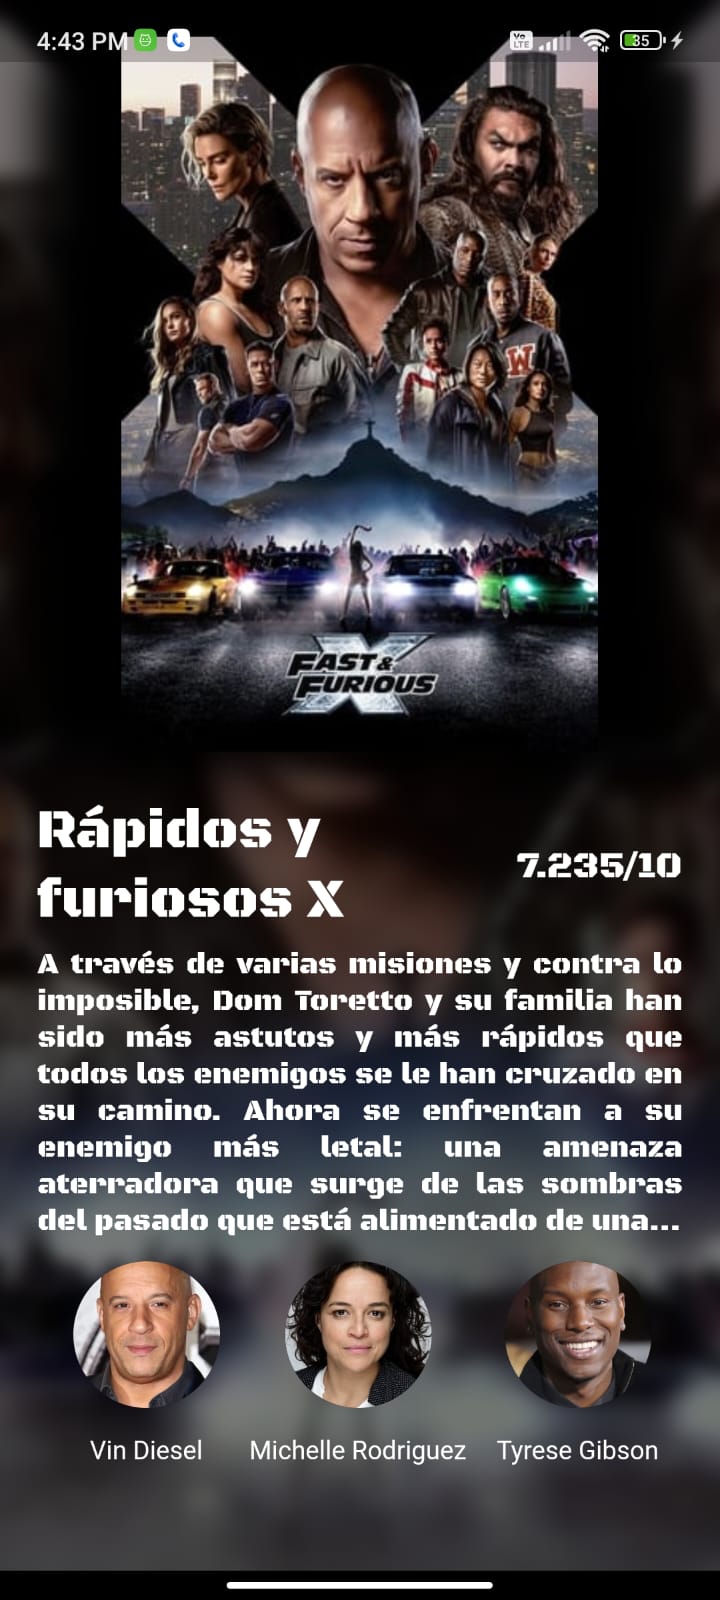 4:43 PM
Vo
LTE
35
W
FAST &
FURIOUS
X
Rápidos y
furiosos X
7.235/10
A través de varias misiones y contra lo
imposible, Dom Toretto y su familia han
sido más astutos y más rápidos que
todos los enemigos se le han cruzado en
su camino. Ahora se enfrentan a su
enemigo más letal: una amenaza
aterradora que surge de las sombras
del pasado que está alimentado de una...
Vin Diesel
Michelle Rodriguez
Tyrese Gibson